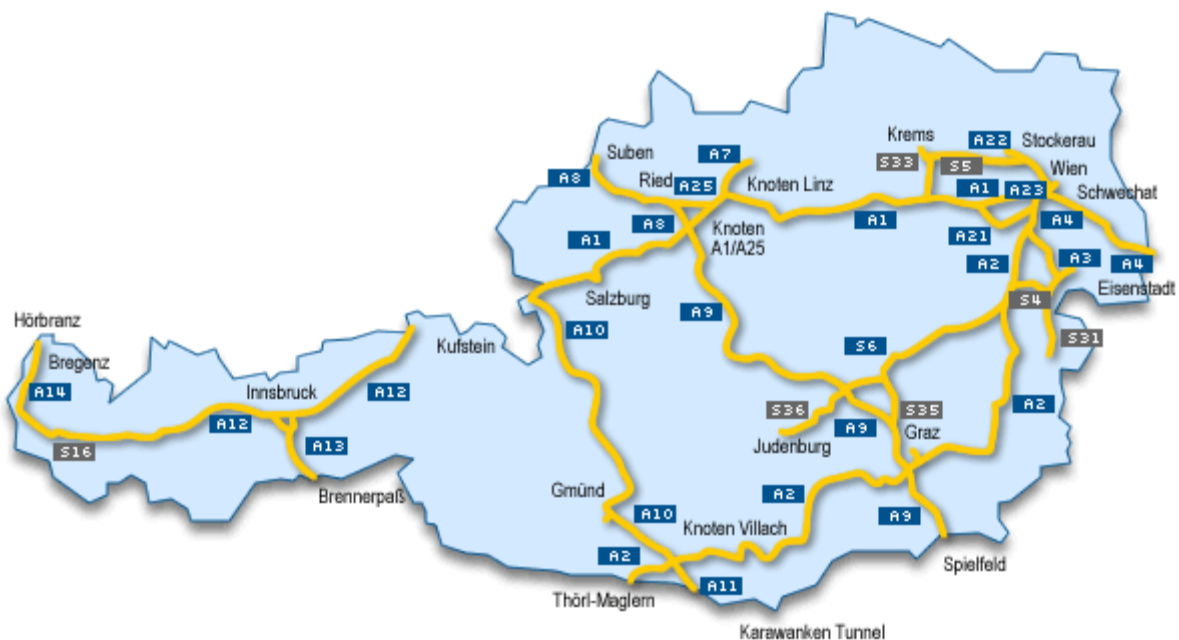 Krems
A22
Stockerau
Suben
A7
S33
S5
Wien
A8
Ried
A25
Knoten Linz
A1
A23
Schwechat
A8
Knoten
A1/A25
A1
A4
A1
A21
A2
A3
A4
Eisenstadt
Salzburg
S4
A10
A9
Hörbranz
Kufstein
S6
S31
Bregenz
A14
Innsbruck
A12
A12
S36
S35
A2
A13
Judenburg
A9
Graz
S16
Brennerpaß
Gmünd
A2
A10
Knoten Villach
A9
A2
Spielfeld
A11
Thörl-Maglern
Karawanken Tunnel